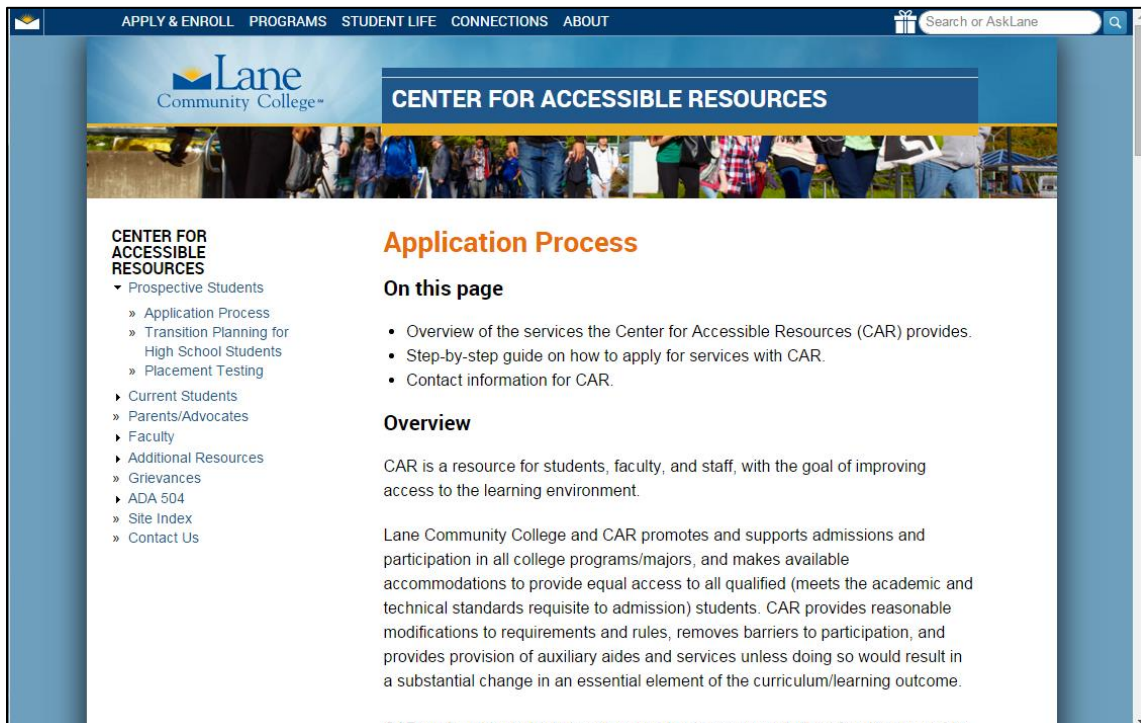 APPLY & ENROLL PROGRAMS STUDENT LIFE CONNECTIONS ABOUT
Search or AskLane
Lane
Community College
CENTER FOR ACCESSIBLE RESOURCES
CENTER FOR
ACCESSIBLE
RESOURCES
Prospective Students
» Application Process
» Transition Planning for
High School Students
» Placement Testing
Current Students
» Parents/Advocates
Faculty
Additional Resources
» Grievances
ADA 504
» Site Index
» Contact Us
Application Process
On this page
• Overview of the services the Center for Accessible Resources (CAR) provides.
• Step-by-step guide on how to apply for services with CAR.
• Contact information for CAR.
Overview
CAR is a resource for students, faculty, and staff, with the goal of improving
access to the learning environment.
Lane Community College and CAR promotes and supports admissions and
participation in all college programs/majors, and makes available
accommodations to provide equal access to all qualified (meets the academic and
technical standards requisite to admission) students. CAR provides reasonable
modifications to requirements and rules, removes barriers to participation, and
provides provision of auxiliary aides and services unless doing so would result in
a substantial change in an essential element of the curriculum/learning outcome.